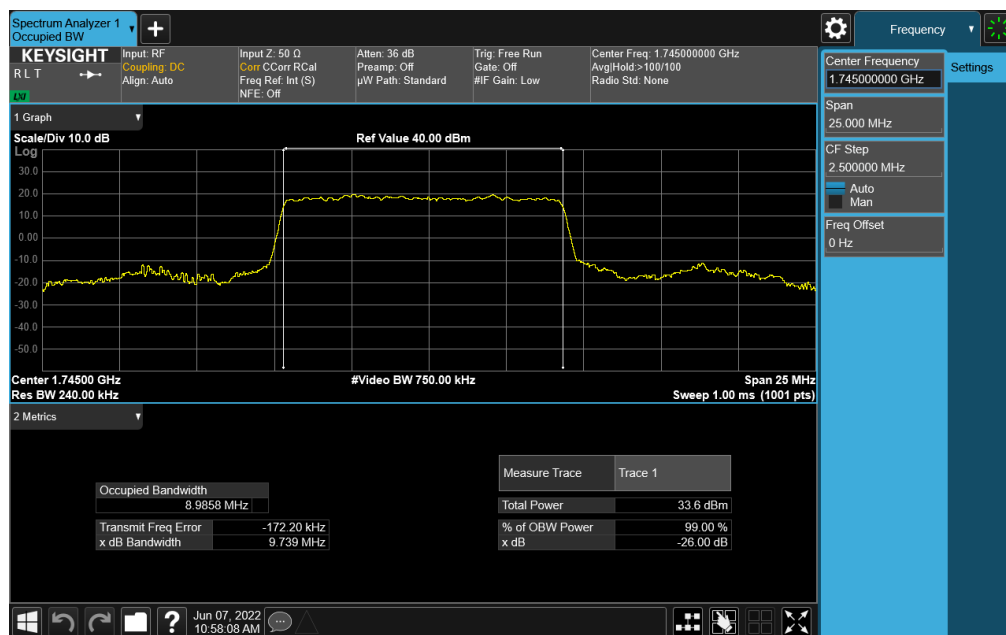 Spectrum Analyzer 1
Occupied BW
Frequency
KEYSIGHT
R L T
LXI
Input: RF
Coupling: DC
Align: Auto
Input Z: 50 Ω
Corr CCorr RCal
Freq Ref: Int (S)
NFE: Off
Atten: 36 dB
Preamp: Off
µW Path: Standard
Trig: Free Run
Gate: Off
#IF Gain: Low
Center Freq: 1.745000000 GHz
Avg|Hold:>100/100
Radio Std: None
Center Frequency
1.745000000 GHz
Settings
Span
25.000 MHz
CF Step
2.500000 MHz
Auto
Man
Freq Offset
0 Hz
1 Graph
Scale/Div 10.0 dB
Ref Value 40.00 dBm
Log
30.0
20.0
10.0
0.00
-10.0
-20.0
-30.0
-40.0
-50.0
Center 1.74500 GHz
#Video BW 750.00 kHz
Span 25 MHz
Res BW 240.00 kHz
Sweep 1.00 ms (1001 pts)
2 Metrics
Measure Trace Trace 1
Occupied Bandwidth
8.9858 MHz
Total Power 33.6 dBm
Transmit Freq Error -172.20 kHz
% of OBW Power 99.00 %
x dB Bandwidth 9.739 MHz
x dB -26.00 dB
Jun 07, 2022
10:58:08 AM